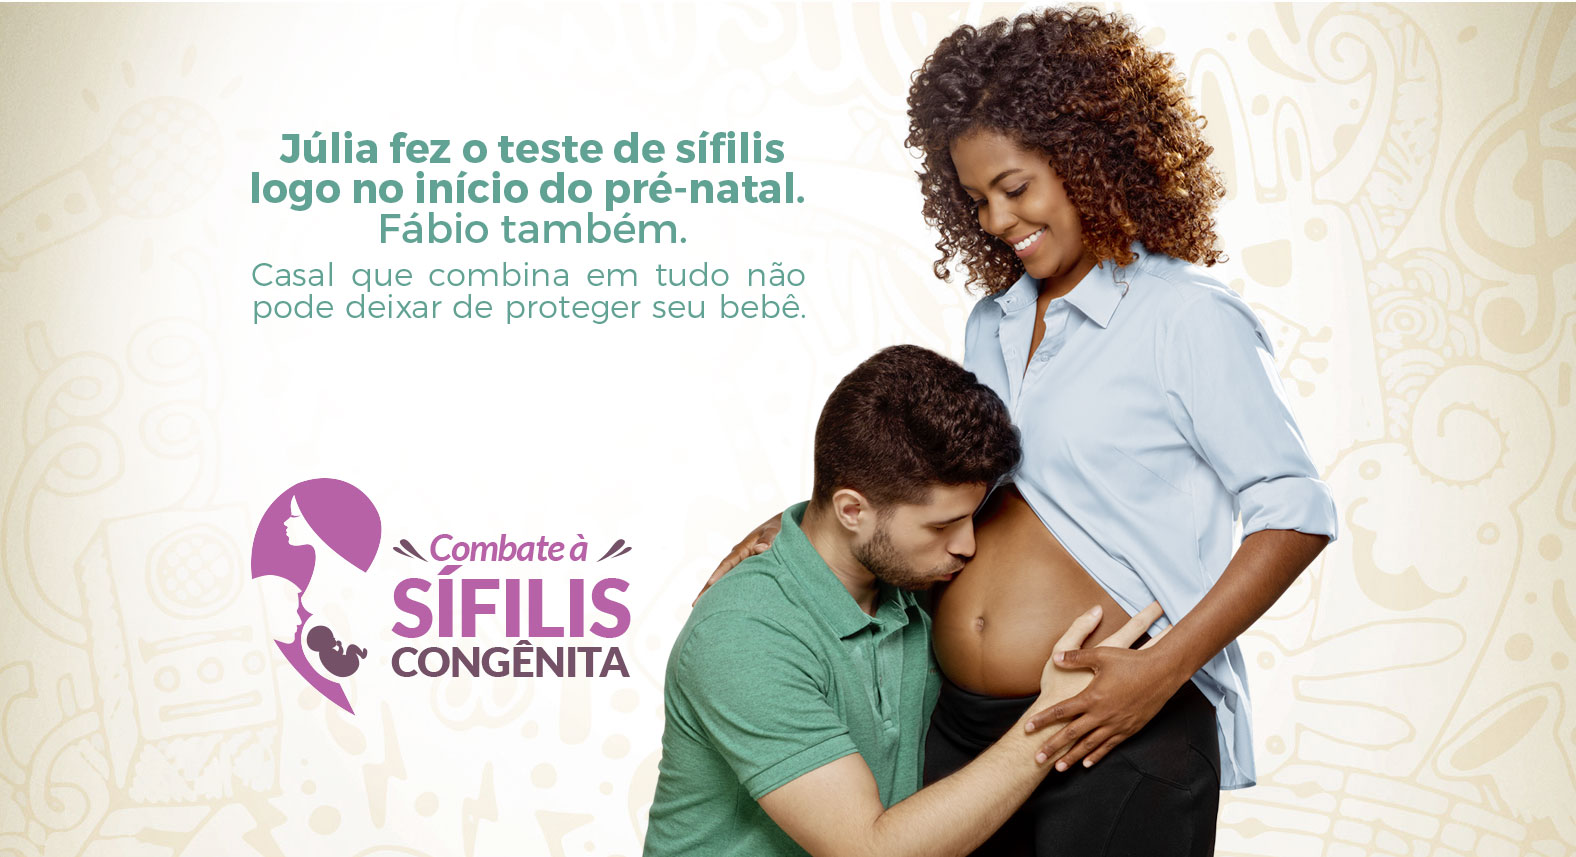 Júlia fez o teste de sífilis
logo no início do pré-natal.
Fábio também.
Casal que combina em tudo não
pode deixar de proteger seu bebê.
Combate à
SÍFILIS
CONGÊNITA